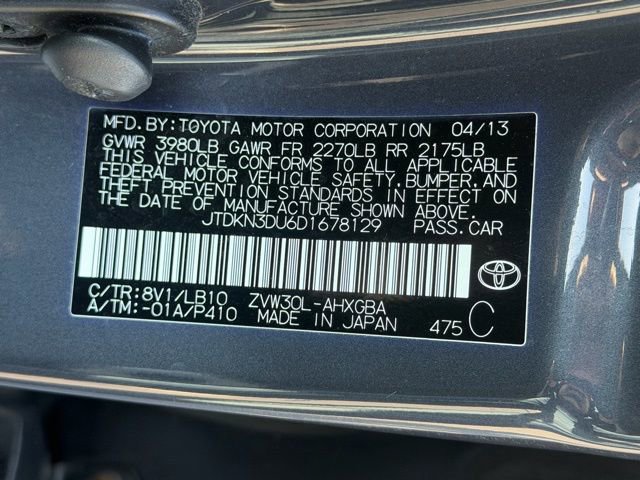 MFD.BY:TOYOTA MOTOR CORPORATION 04/13
GVWR 3980LB GAWR FR 2270LB RR 2175LB
THIS VEHICLE CONFORMS TO ALL APPLICABLE
FEDERAL MOTOR VEHICLE SAFETY,BUMPER,AND
THEFT PREVENTION STANDARDS IN EFFECT ON
THE DATE OF MANUFACTURE SHOWN ABOVE.
JTDKN3DU6D1678129 PASS.CAR
C/TR:8V1/LB10 ZVW30L-AHXGBA
A/TM:-01A/P410 MADE IN JAPAN 475 C